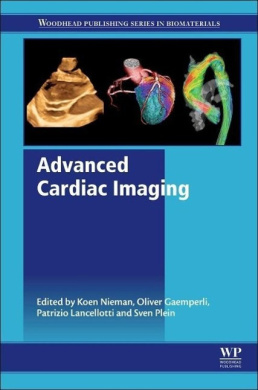 WOODHEAD PUBLISHING SERIES IN BIOMATERIALS
Advanced
Cardiac Imaging
Edited by Koen Nieman, Oliver Gaemperli,
Patrizio Lancellotti and Sven Plein
WP
WOODHEAD
PUBLISHING